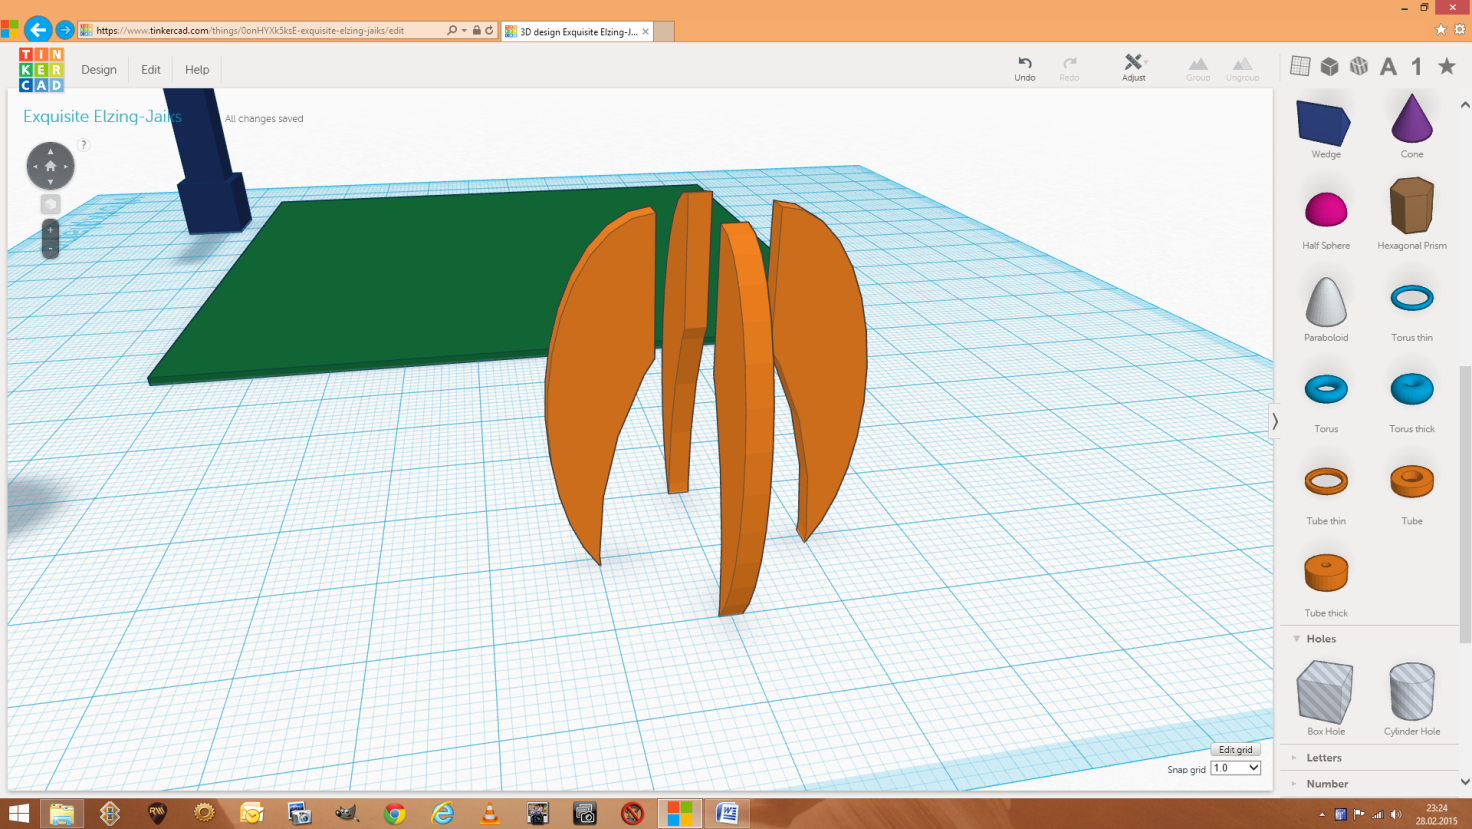 https://www.tinkercad.com/things/0onHYXk5ksE-exquisite-elzing-jaiks/edit
3D design Exquisite Elzing-J...
TIN
KER
CAD
Design
Edit
Help
Undo
Redo
Adjust
Group
Ungroup
A
1
Exquisite Elzing-Jaiks
All changes saved
?
+
-
Wedge
Cone
Half Sphere
Hexagonal Prism
Paraboloid
Torus thin
Torus
Torus thick
Tube thin
Tube
Tube thick
Holes
Box Hole
Cylinder Hole
Letters
Number
Edit grid
Snap grid
1.0
23:24
28.02.2015